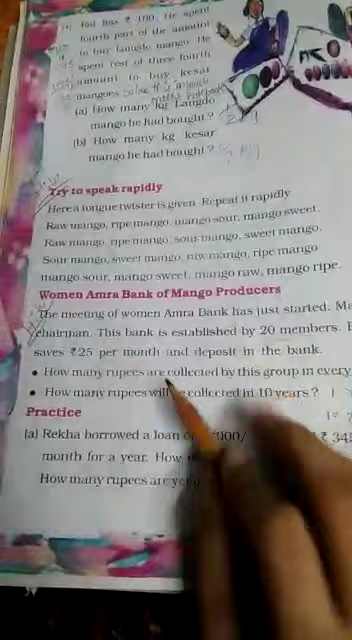 Raj has ₹ 100. He spent
fourth part of the amount
to buy langdo mango. He
spent rest of three fourth
amount to buy kesar
mangoes
(a) How many kg Langdo
mango he had bought ?
(b) How many kg kesar
mango he had bought ?
Try to speak rapidly
Here a tongue twister is given. Repeat it rapidly
Raw mango, ripe mango, mango sour, mango sweet.
Raw mango, ripe mango, sour mango, sweet mango.
Sour mango, sweet mango, raw mango, ripe mango
mango sour, mango sweet, mango raw, mango ripe.
Women Amra Bank of Mango Producers
The meeting of women Amra Bank has just started.
chairman. This bank is established by 20 members.
saves ₹25 per month and deposit in the bank.
• How many rupees are collected by this group in every
• How many rupees will be collected in 10 years ?
Practice
(a) Rekha borrowed a loan of
month for a year. How
How many rupees are